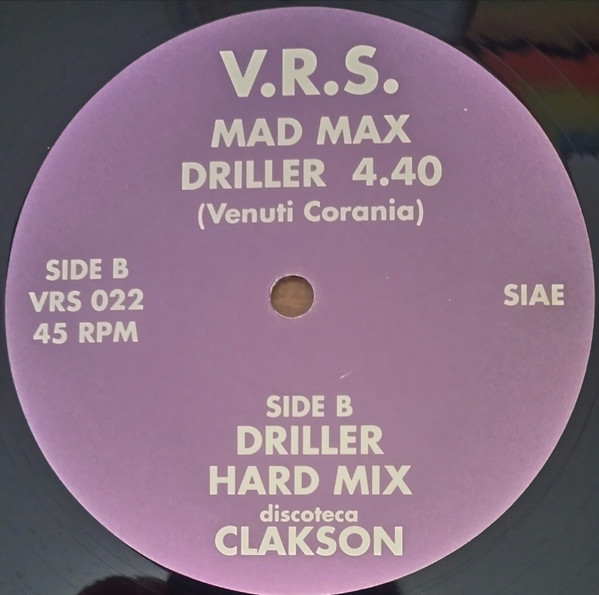 V.R.S.
MAD MAX
DRILLER 4.40
(Venuti Corania)
SIDE B
VRS 022
45 RPM
SIAE
SIDE B
DRILLER
HARD MIX
discoteca
CLAKSON